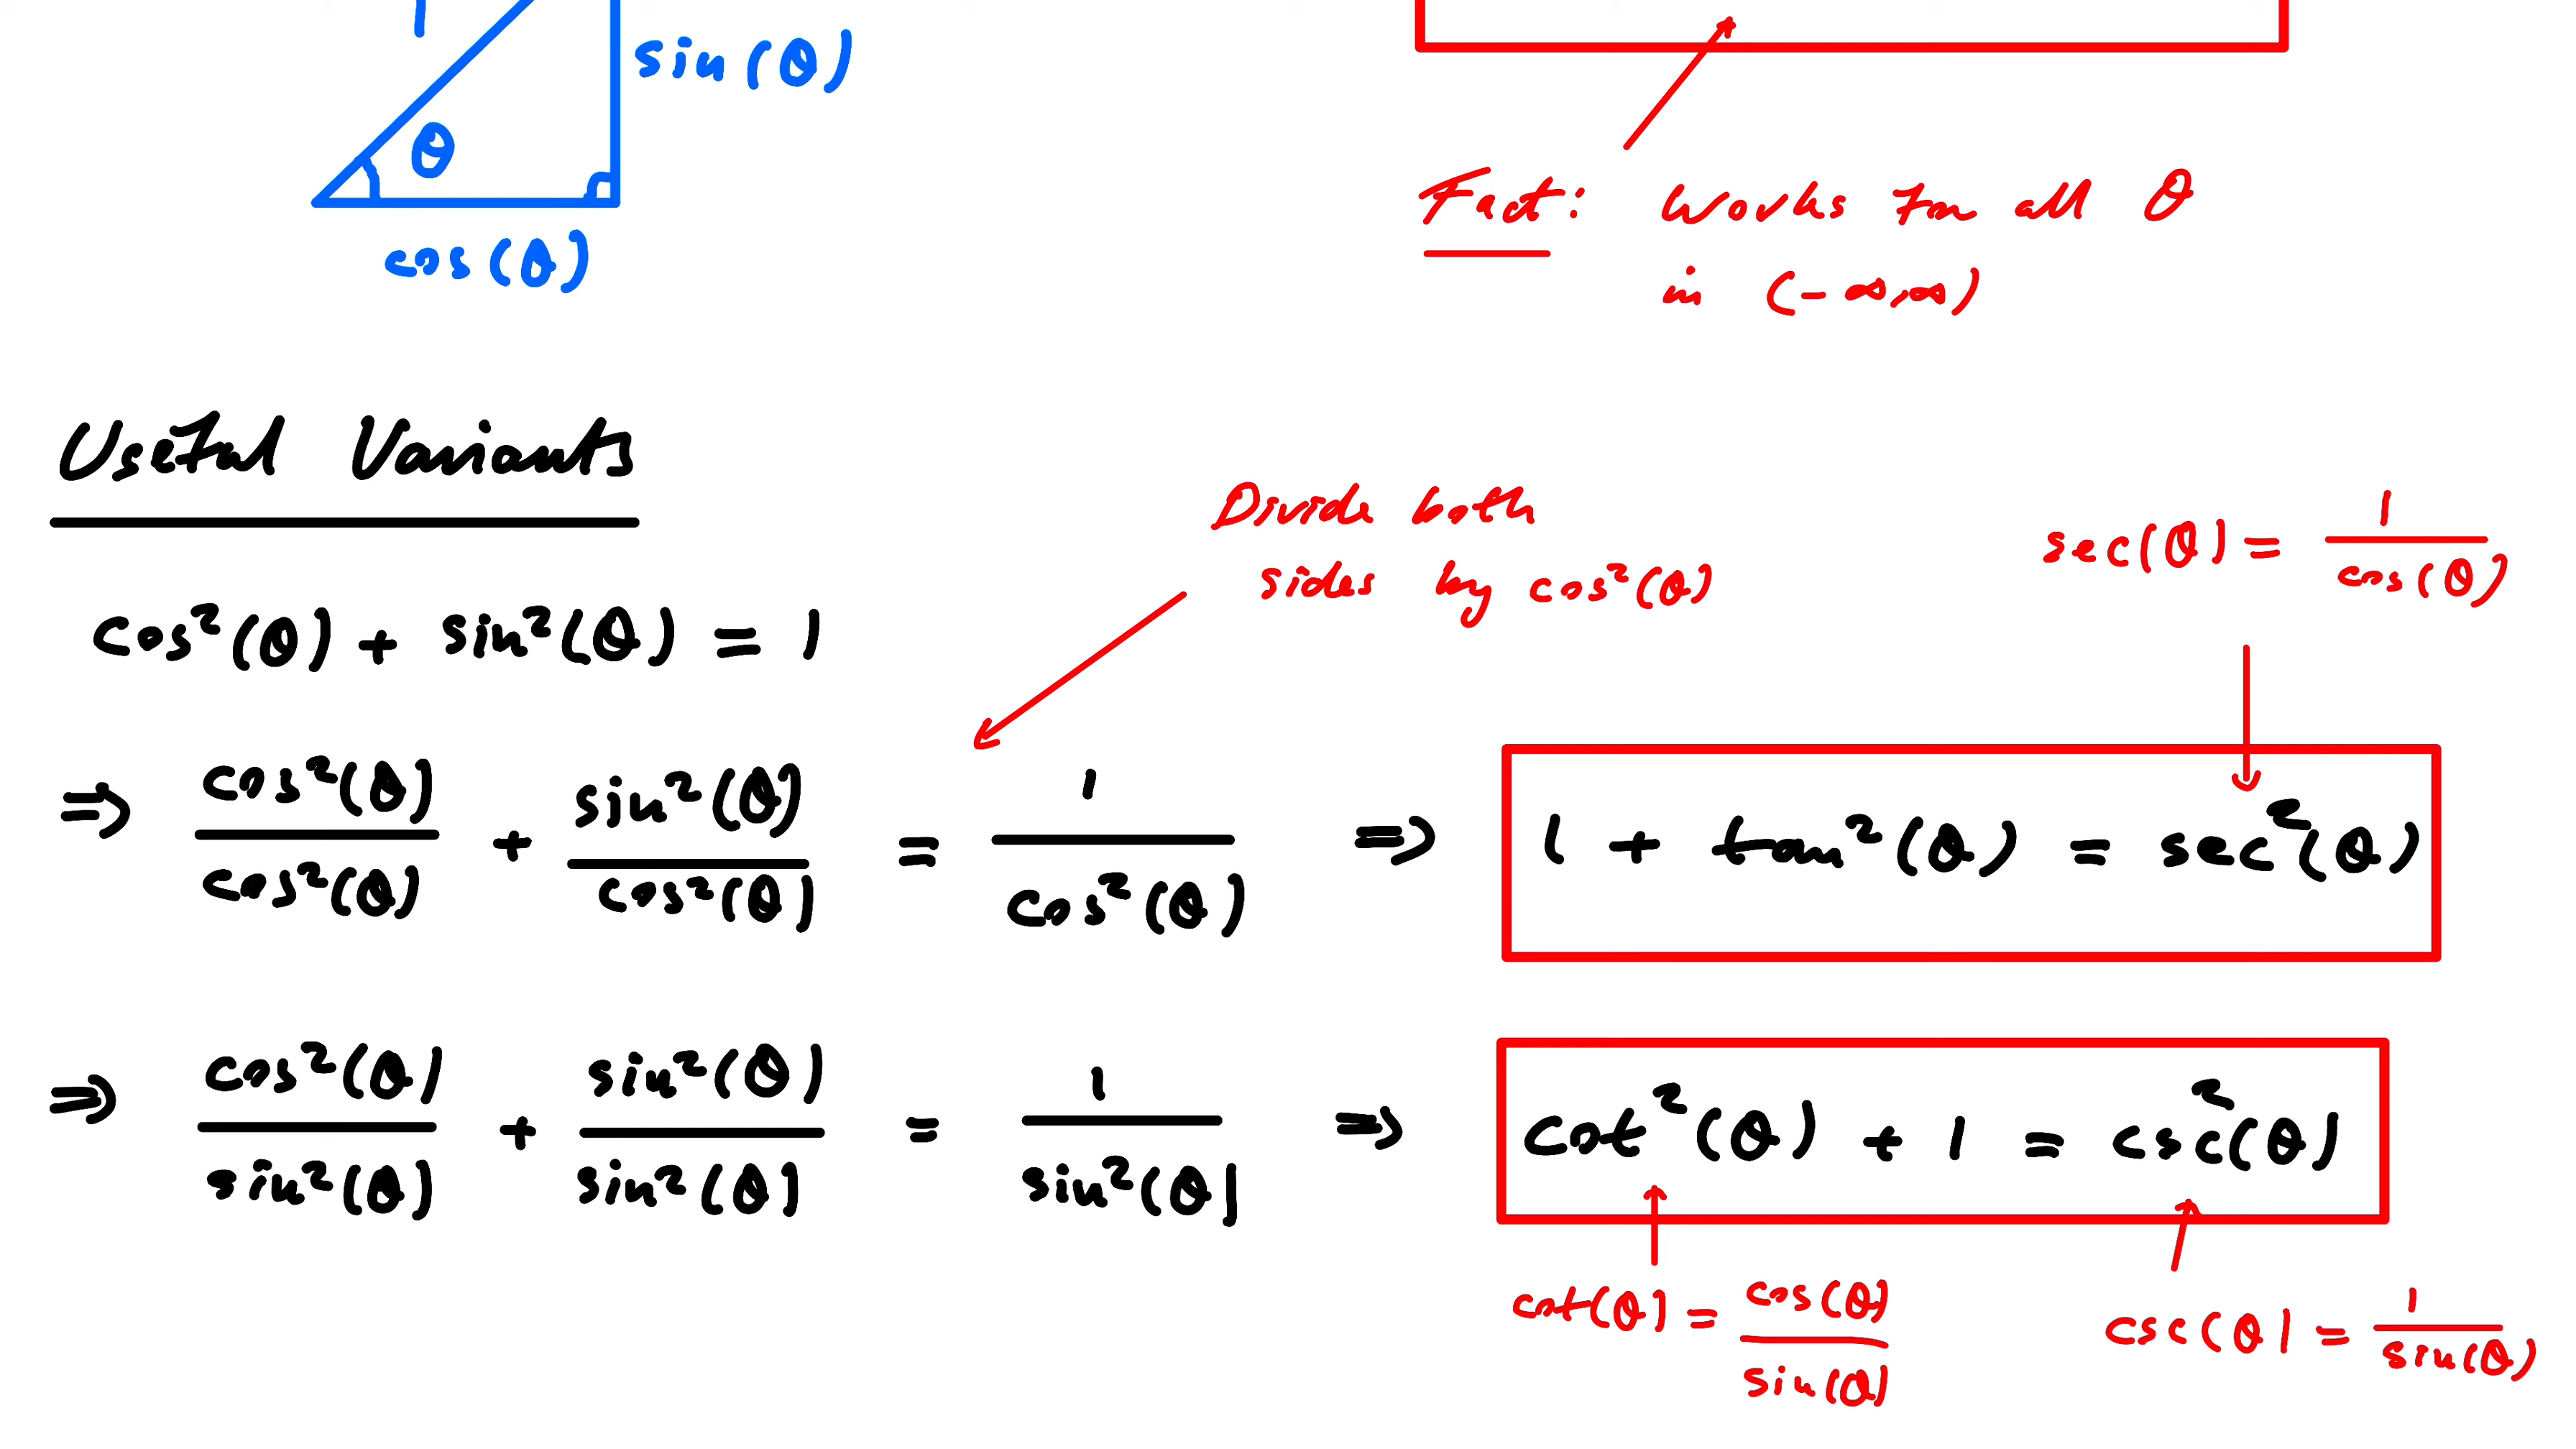 1
sin(θ)
θ
cos(θ)
Fact: Works for all θ
in (-∞,∞)
Useful Variants
Divide both
sides by cos²(θ)
sec(θ) = 1/cos(θ)
cos²(θ) + sin²(θ) = 1
⇒ cos²(θ)/cos²(θ) + sin²(θ)/cos²(θ) = 1/cos²(θ) ⇒ 1 + tan²(θ) = sec²(θ)
⇒ cos²(θ)/sin²(θ) + sin²(θ)/sin²(θ) = 1/sin²(θ) ⇒ cot²(θ) + 1 = csc²(θ)
cot(θ) = cos(θ)/sin(θ)
csc(θ) = 1/sin(θ)